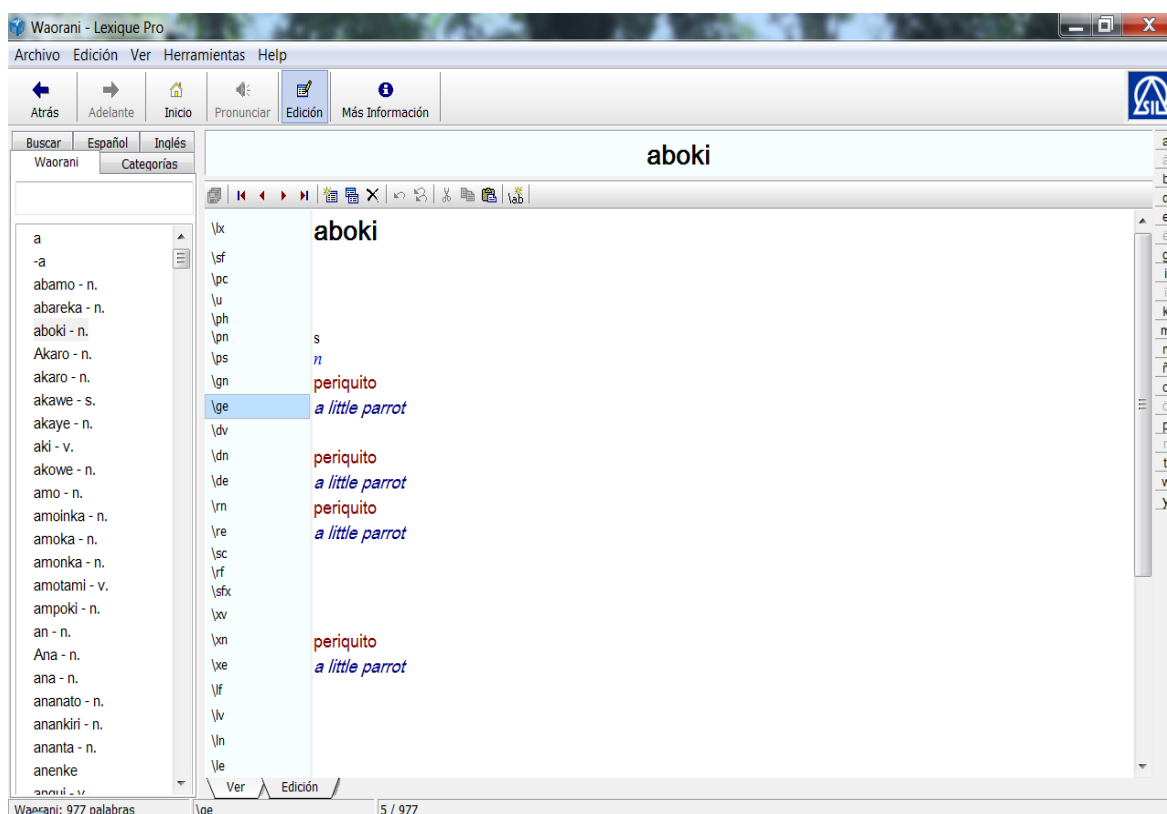 Waorani - Lexique Pro
Archivo Edición Ver Herramientas Help
Atrás Adelante Inicio Pronunciar Edición Más Información
SIL
Buscar Español Inglés
Waorani Categorías
aboki
a
-a
abamo - n.
abareka - n.
aboki - n.
Akaro - n.
akaro - n.
akawe - s.
akaye - n.
aki - v.
akowe - n.
amo - n.
amoinka - n.
amoka - n.
amonka - n.
amotami - v.
ampoki - n.
an - n.
Ana - n.
ana - n.
ananato - n.
anankiri - n.
ananta - n.
anenke
angui - v
\lx aboki
\sf
\pc
\u
\ph
\pn s
\ps n
\gn periquito
\ge a little parrot
\dv
\dn periquito
\de a little parrot
\rn periquito
\re a little parrot
\sc
\rf
\sfx
\xv
\xn periquito
\xe a little parrot
\lf
\lv
\ln
\le
Ver Edición
Waorani: 977 palabras \ge 5 / 977